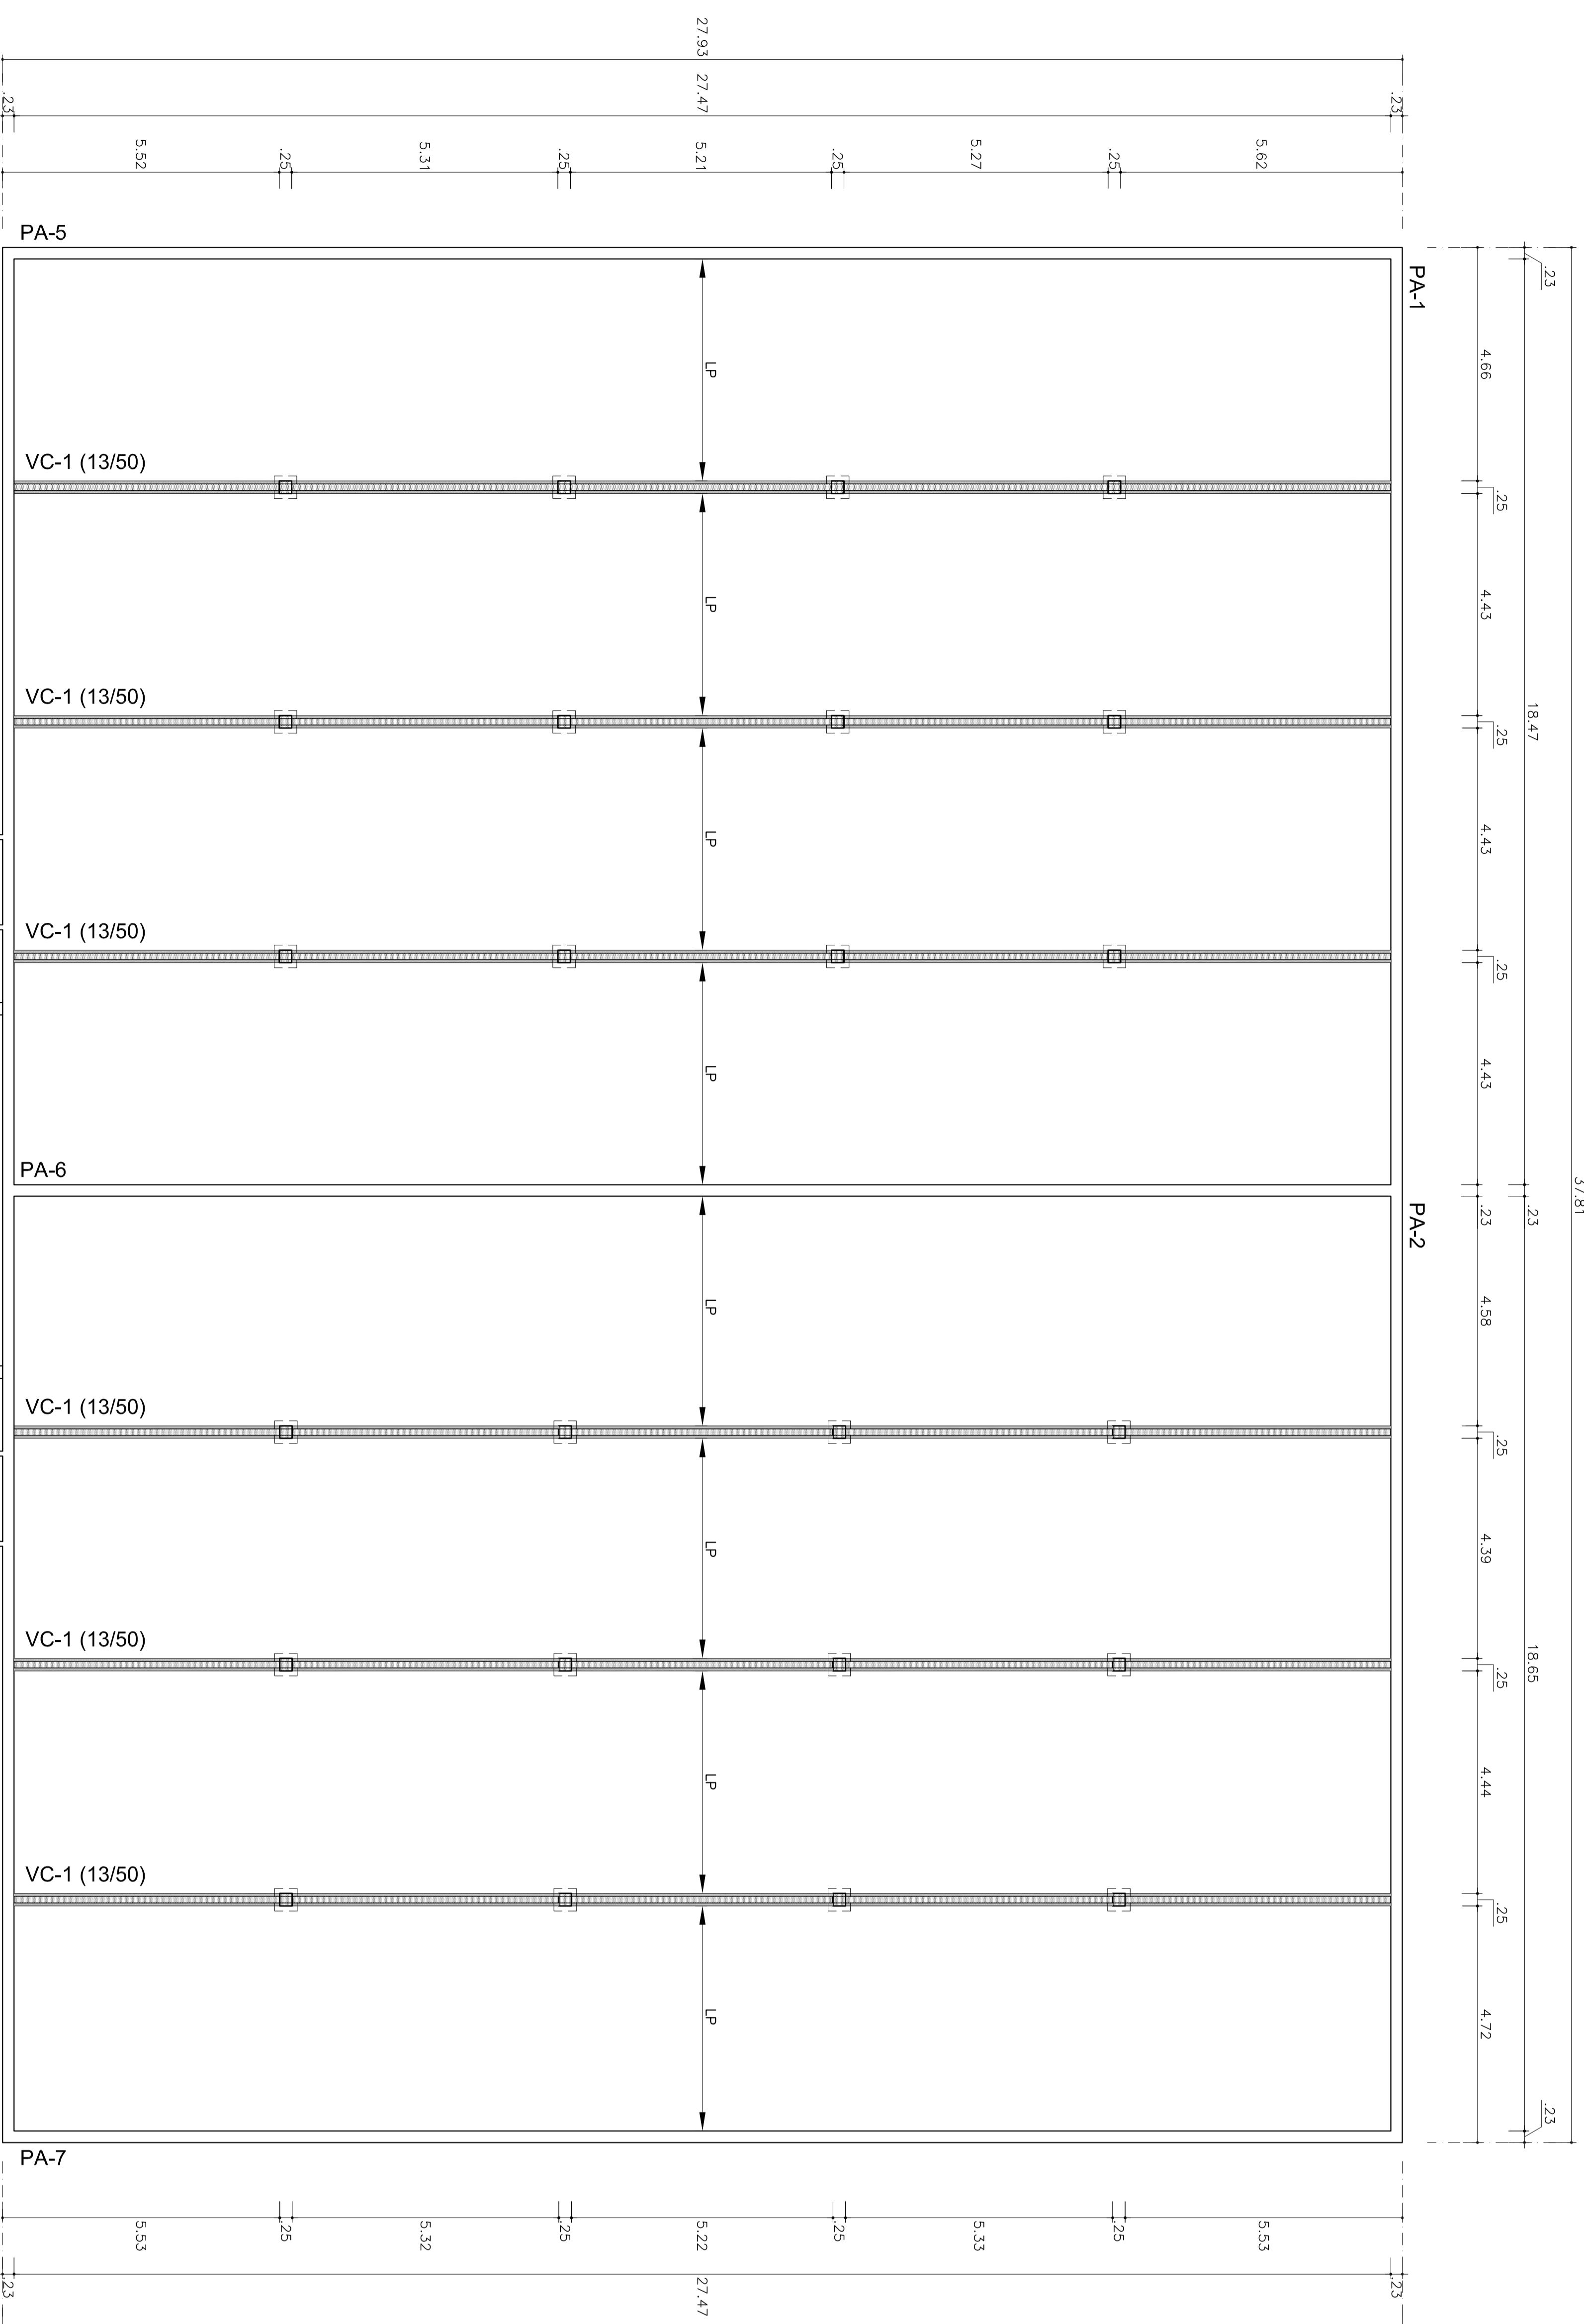 27.93
.23
27.47
.23
5.52
.25
5.31
.25
5.21
.25
5.27
.25
5.62
PA-5
PA-1
.23
4.66
LP
VC-1 (13/50)
.25
4.43
LP
18.47
VC-1 (13/50)
.25
4.43
LP
VC-1 (13/50)
.25
4.43
LP
PA-6
37.81
PA-2
.23
.23
4.58
LP
VC-1 (13/50)
.25
4.39
LP
VC-1 (13/50)
.25
18.65
4.44
LP
VC-1 (13/50)
.25
4.72
LP
.23
PA-7
5.53
.25
5.32
.25
5.22
.25
5.33
.25
5.53
.23
27.47
.23